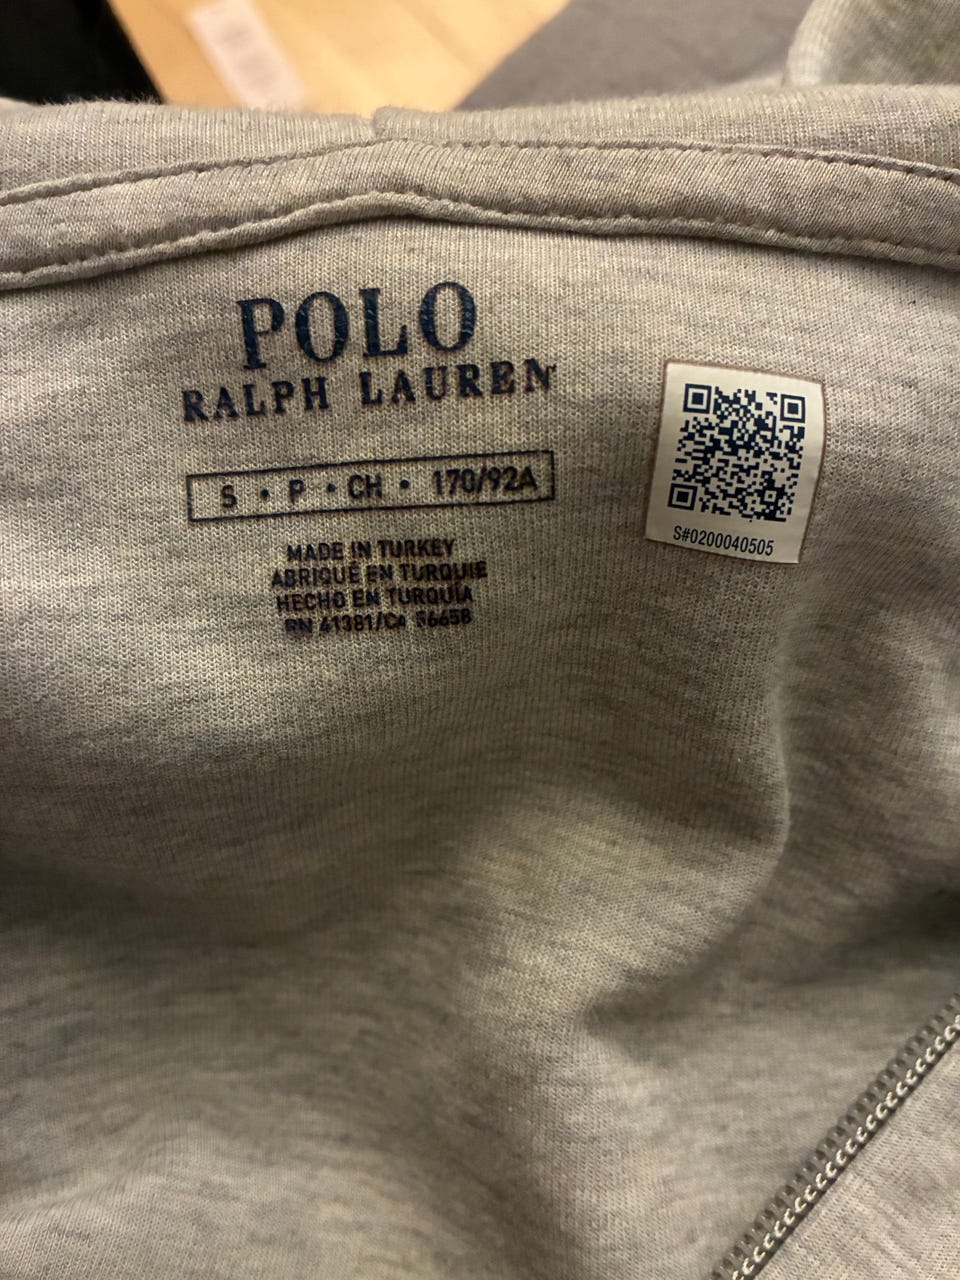 POLO
RALPH LAUREN
S • P • CH • 170/92A
MADE IN TURKEY
ABRIQUÉ EN TURQUIE
HECHO EN TURQUIA
RN 41381/CA 56658
S#0200040505